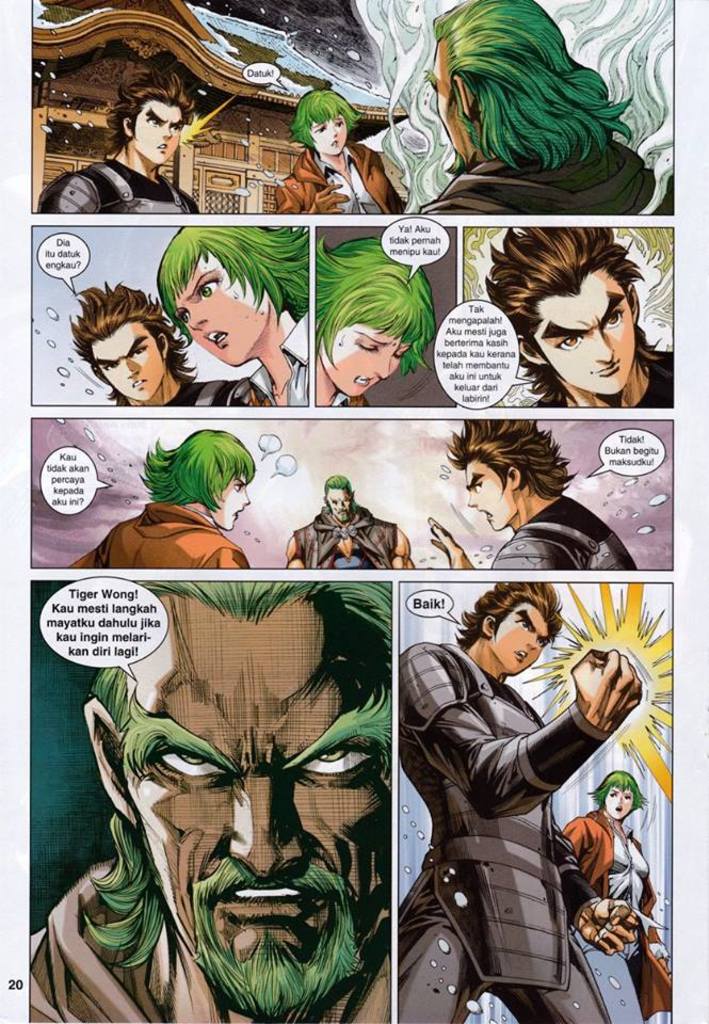 Datuk!
Dia
itu datuk
engkau?
Ya! Aku
tidak pernah
menipu kau!
Tak
mengapalah!
Aku mesti juga
berterima kasih
kepada kau kerana
telah membantu
aku ini untuk
keluar dari
labirin!
Kau
tidak akan
percaya
kepada
aku ini?
Tidak!
Bukan begitu
maksudku!
Tiger Wong!
Kau mesti langkah
mayatku dahulu jika
kau ingin melari-
kan diri lagi!
Baik!
20